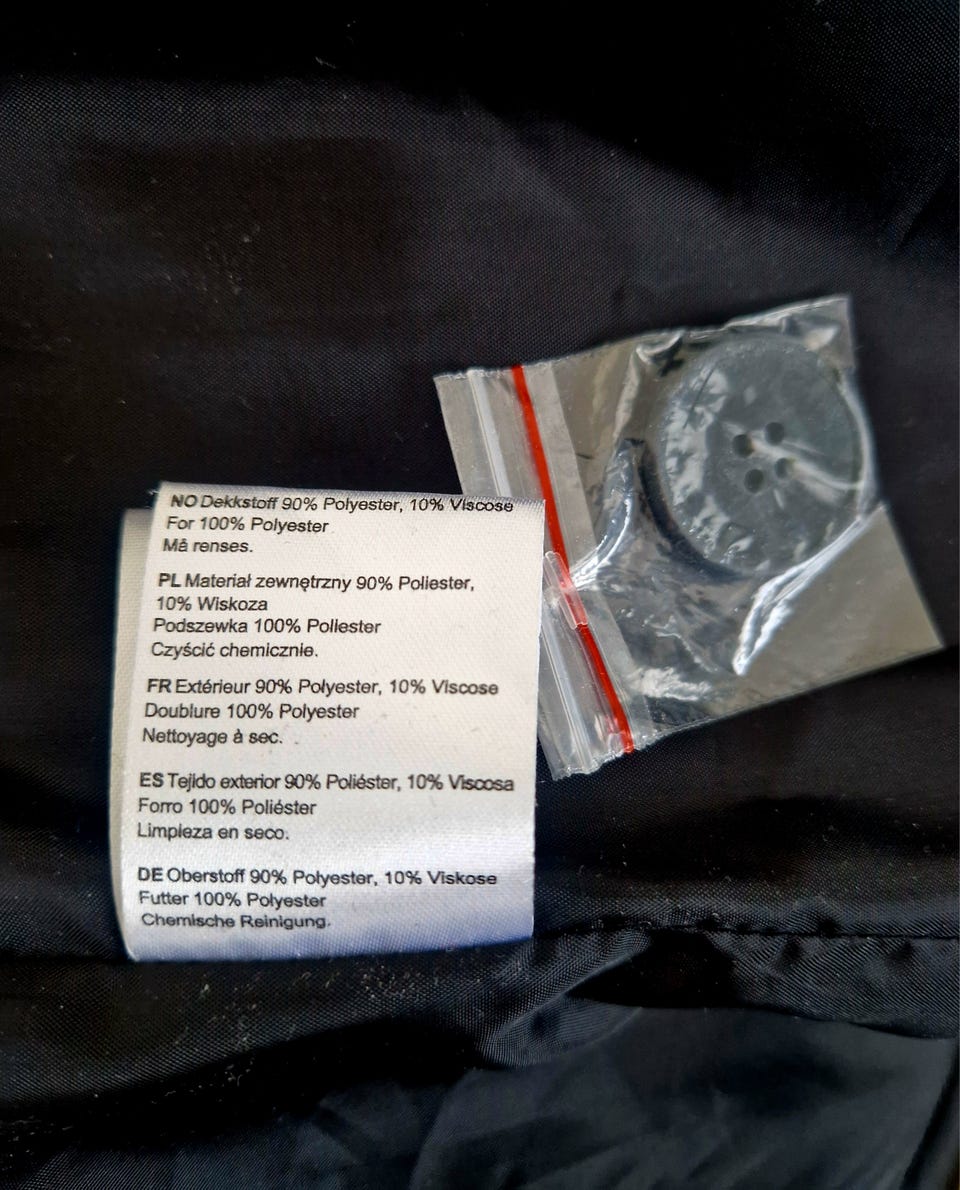 NO Dekkstoff 90% Polyester, 10% Viscose
For 100% Polyester
Mâ renses.
PL Materiał zewnętrzny 90% Poliester,
10% Wiskoza
Podszewka 100% Poliester
Czyścić chemicznie.
FR Extérieur 90% Polyester, 10% Viscose
Doublure 100% Polyester
Nettoyage à sec.
ES Tejido exterior 90% Poliéster, 10% Viscosa
Forro 100% Poliéster
Limpieza en seco.
DE Oberstoff 90% Polyester, 10% Viskose
Futter 100% Polyester
Chemische Reinigung.